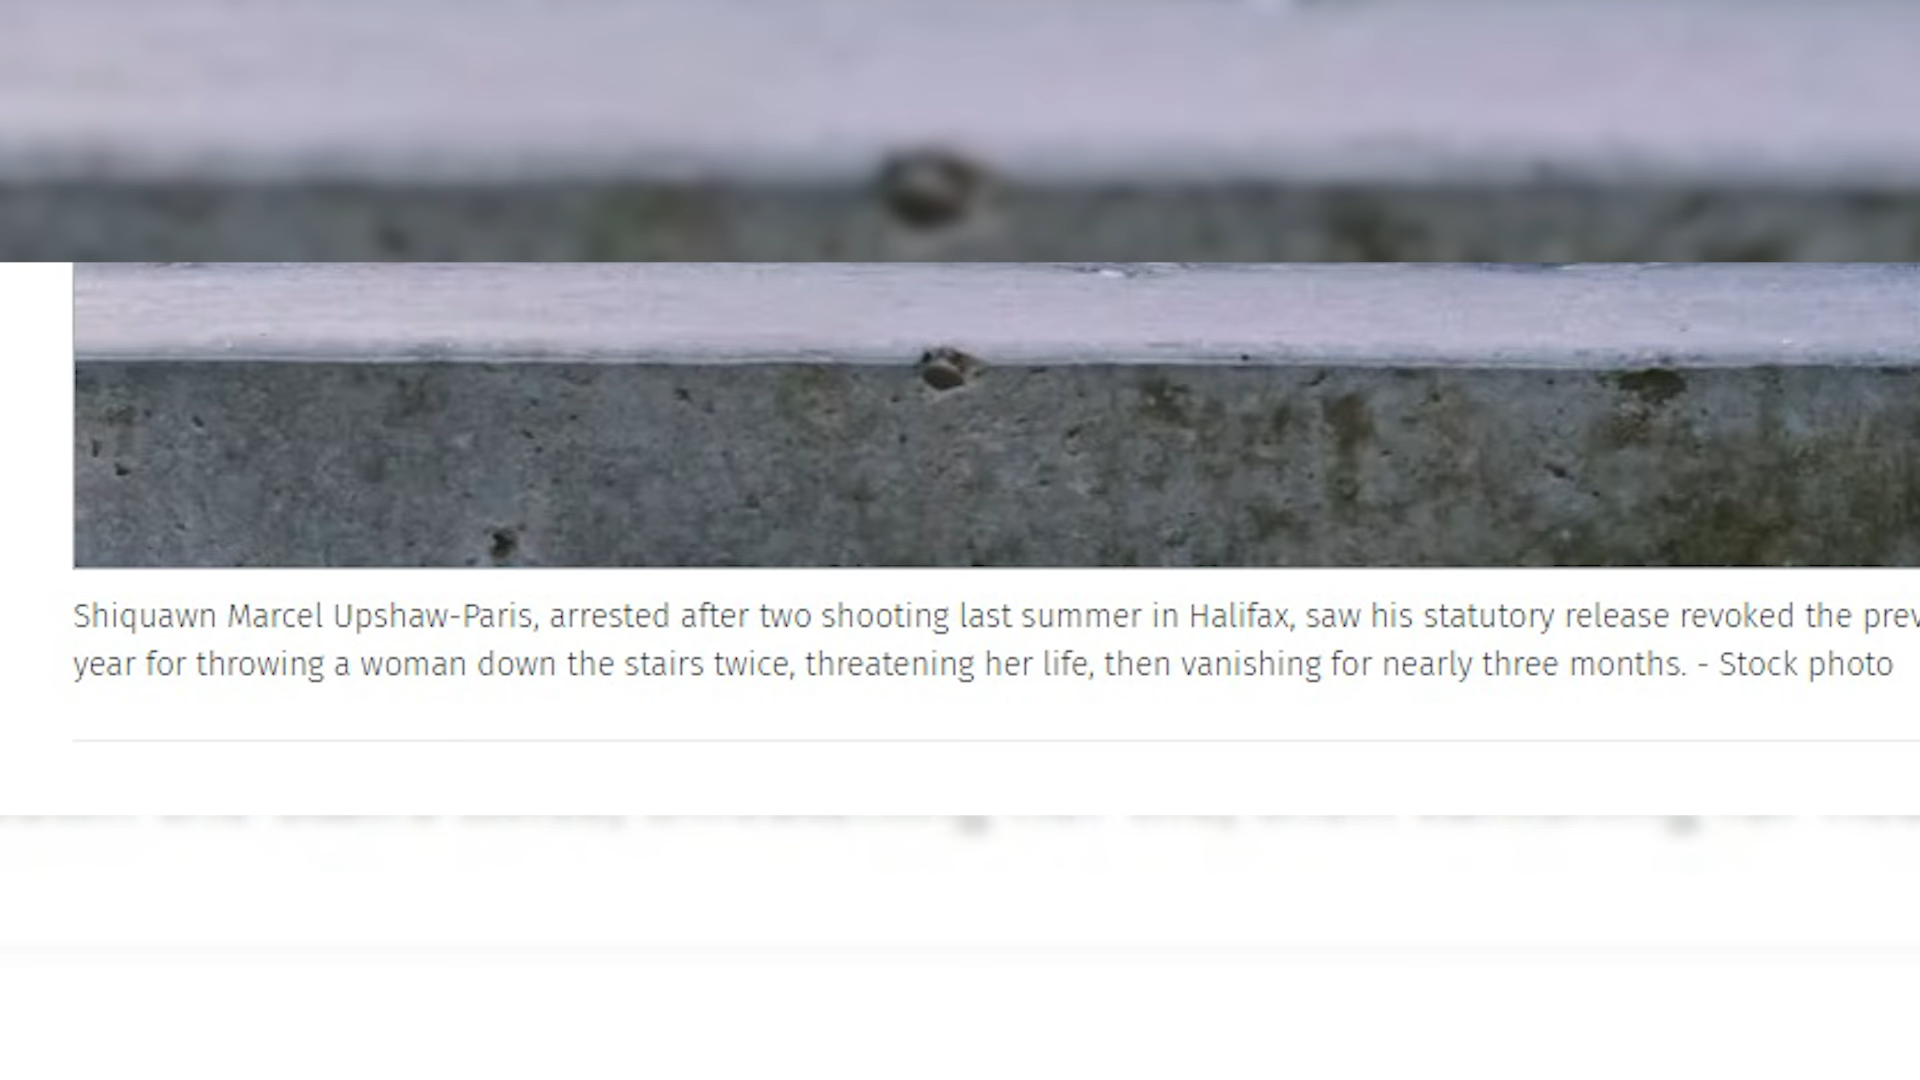 Shiquawn Marcel Upshaw-Paris, arrested after two shooting last summer in Halifax, saw his statutory release revoked the prev
year for throwing a woman down the stairs twice, threatening her life, then vanishing for nearly three months. - Stock photo